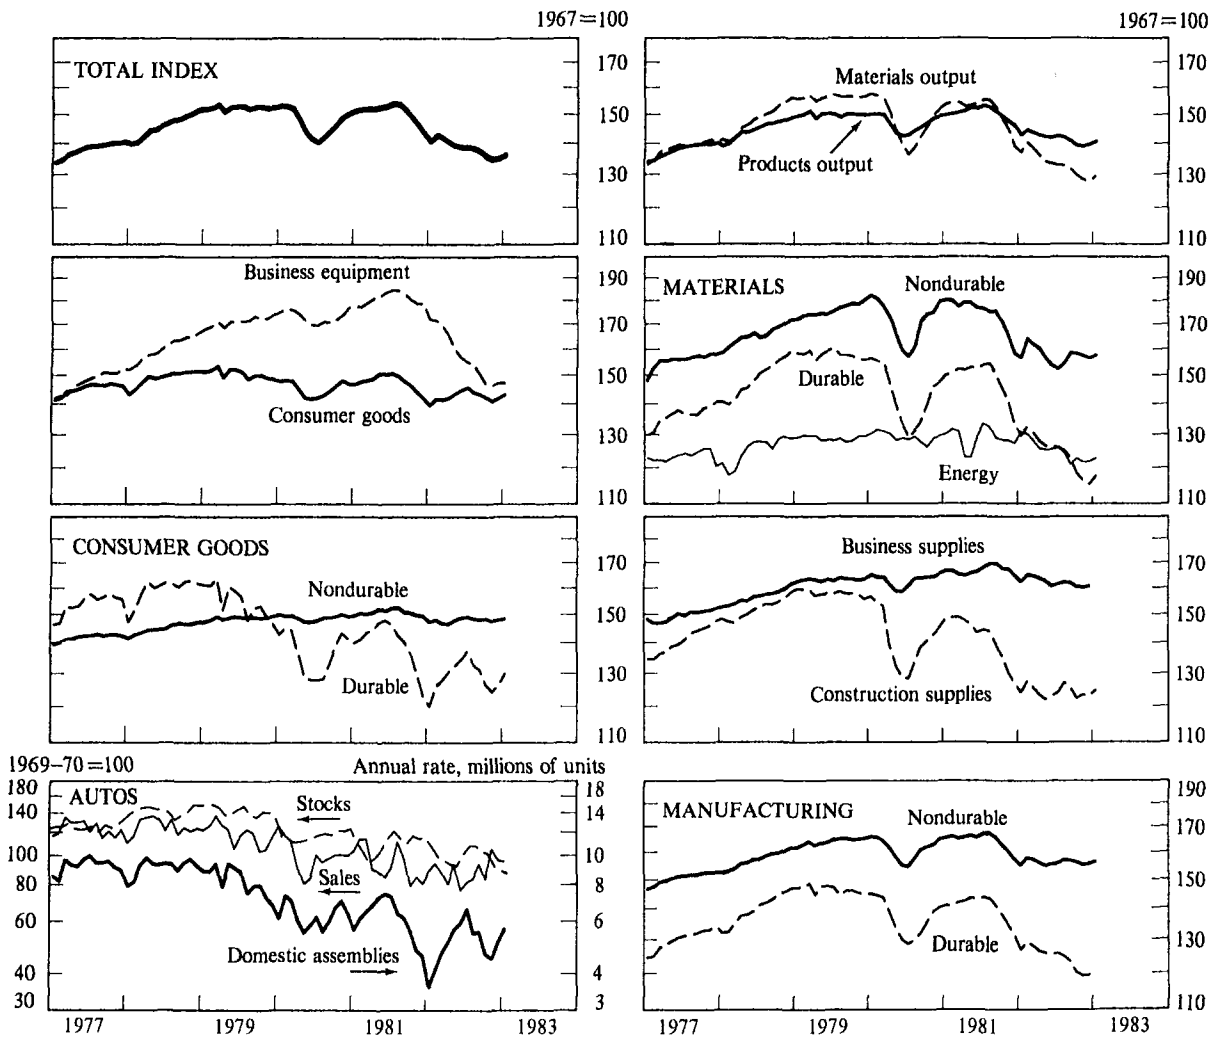 1967=100
1967=100
TOTAL INDEX
170
150
130
110
Materials output
Products output
170
150
130
110
Business equipment
Consumer goods
190
170
150
130
110
MATERIALS
Nondurable
Durable
Energy
190
170
150
130
110
CONSUMER GOODS
Nondurable
Durable
170
150
130
110
Business supplies
Construction supplies
170
150
130
110
1969–70=100
Annual rate, millions of units
AUTOS
Stocks
Sales
Domestic assemblies
180
140
100
80
60
40
30
18
14
10
8
6
4
3
1977
1979
1981
1983
MANUFACTURING
Nondurable
Durable
190
170
150
130
110
1977
1979
1981
1983